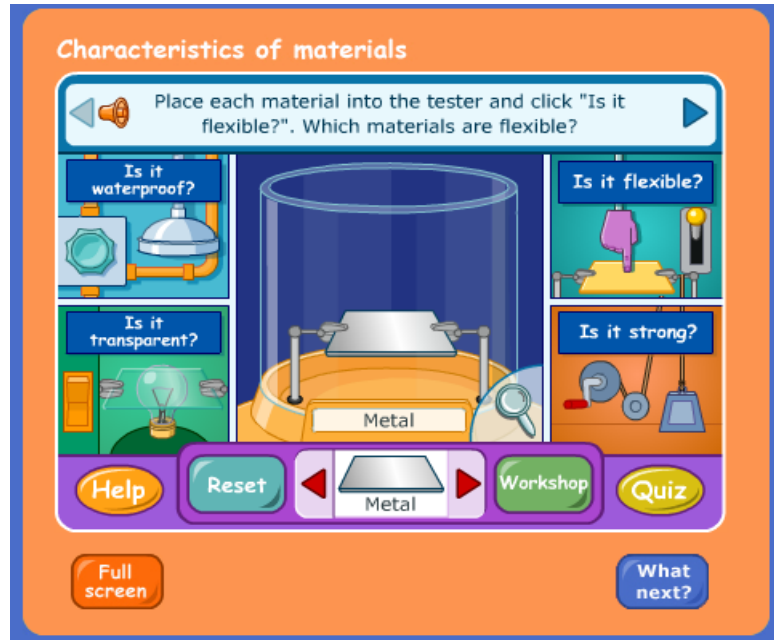 Characteristics of materials
Place each material into the tester and click "Is it
flexible?". Which materials are flexible?
Is it
waterproof?
Is it flexible?
Is it
transparent?
Is it strong?
Metal
Help
Reset
Metal
Workshop
Quiz
Full
screen
What
next?